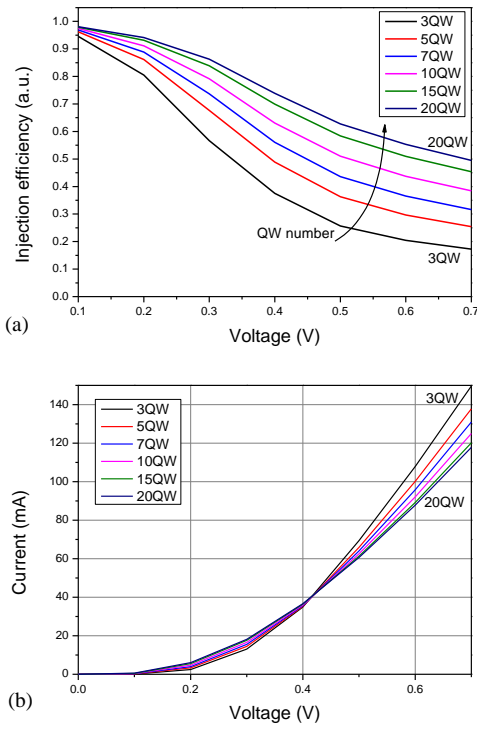 1.0
0.9
0.8
0.7
0.6
0.5
0.4
0.3
0.2
0.1
0.0
Injection efficiency (a.u.)
3QW
5QW
7QW
10QW
15QW
20QW
20QW
QW number
3QW
0.1 0.2 0.3 0.4 0.5 0.6 0.7
Voltage (V)
(a)
140
120
100
80
60
40
20
0
Current (mA)
3QW
5QW
7QW
10QW
15QW
20QW
3QW
20QW
0.0 0.2 0.4 0.6
Voltage (V)
(b)